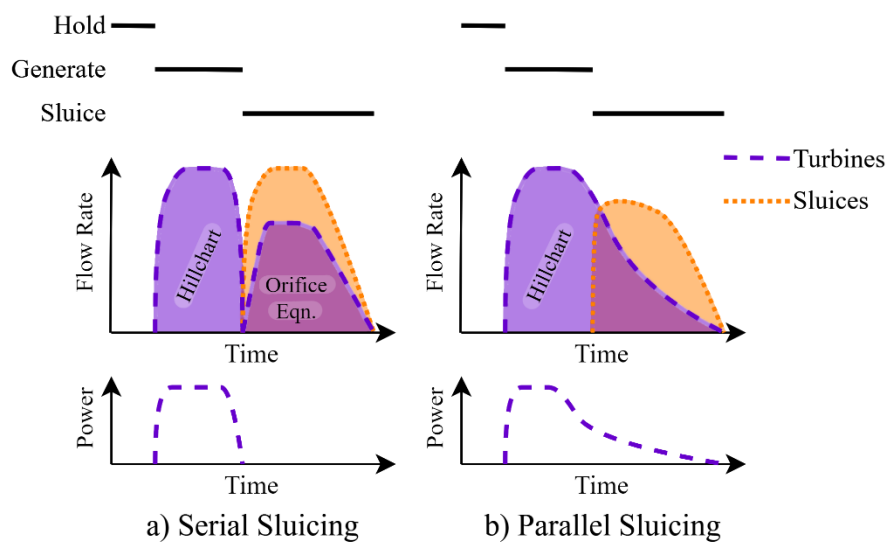 Hold
Generate
Sluice
Flow Rate
Hillchart
Orifice
Eqn.
Time
Power
Time
a) Serial Sluicing
Flow Rate
Hillchart
Time
Power
Time
b) Parallel Sluicing
Turbines
Sluices